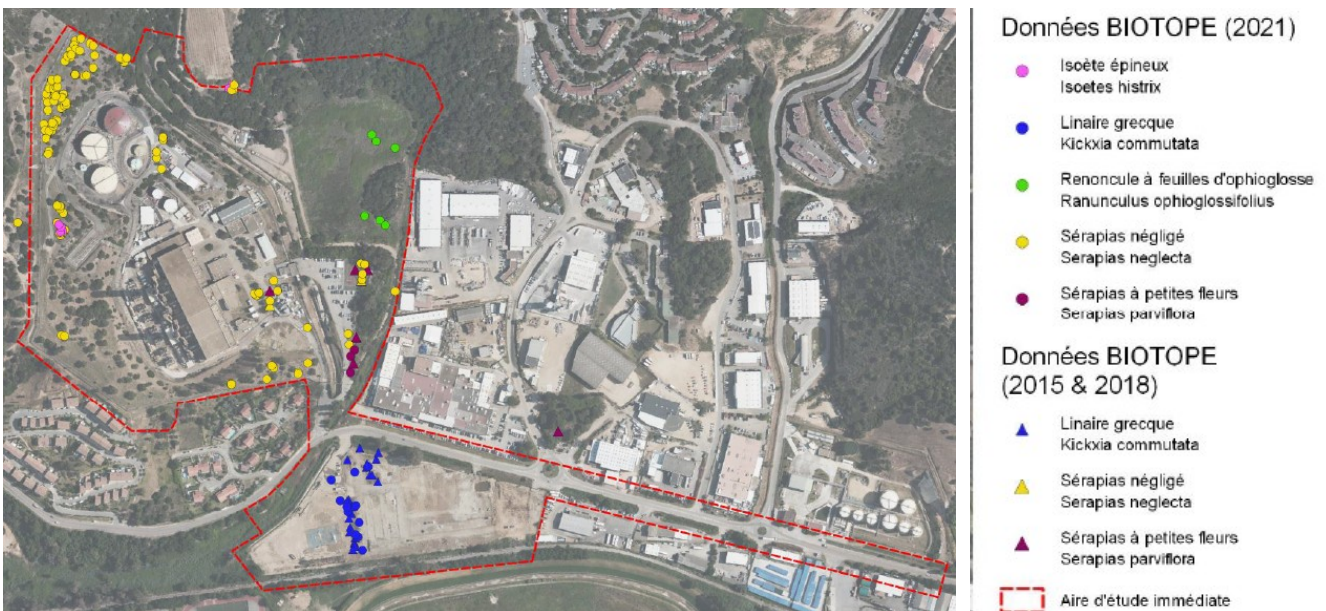 Données BIOTOPE (2021)
Isoète épineux
Isoetes histrix
Linaire grecque
Kickxia commutata
Renoncule à feuilles d'ophioglosse
Ranunculus ophioglossifolius
Sérapias négligé
Serapias neglecta
Sérapias à petites fleurs
Serapias parviflora
Données BIOTOPE
(2015 & 2018)
Linaire grecque
Kickxia commutata
Sérapias négligé
Serapias neglecta
Sérapias à petites fleurs
Serapias parviflora
Aire d'étude immédiate